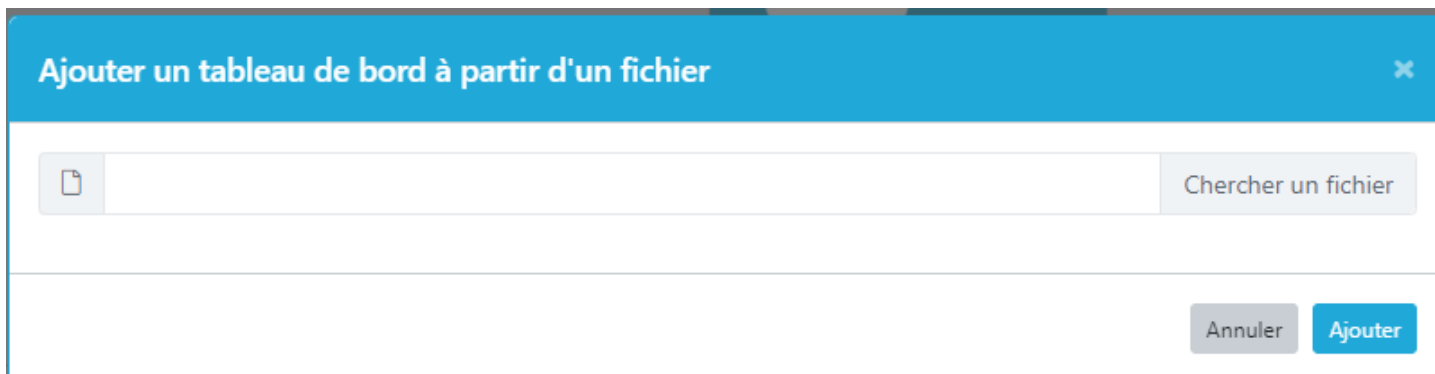 Ajouter un tableau de bord à partir d'un fichier
Chercher un fichier
Annuler
Ajouter